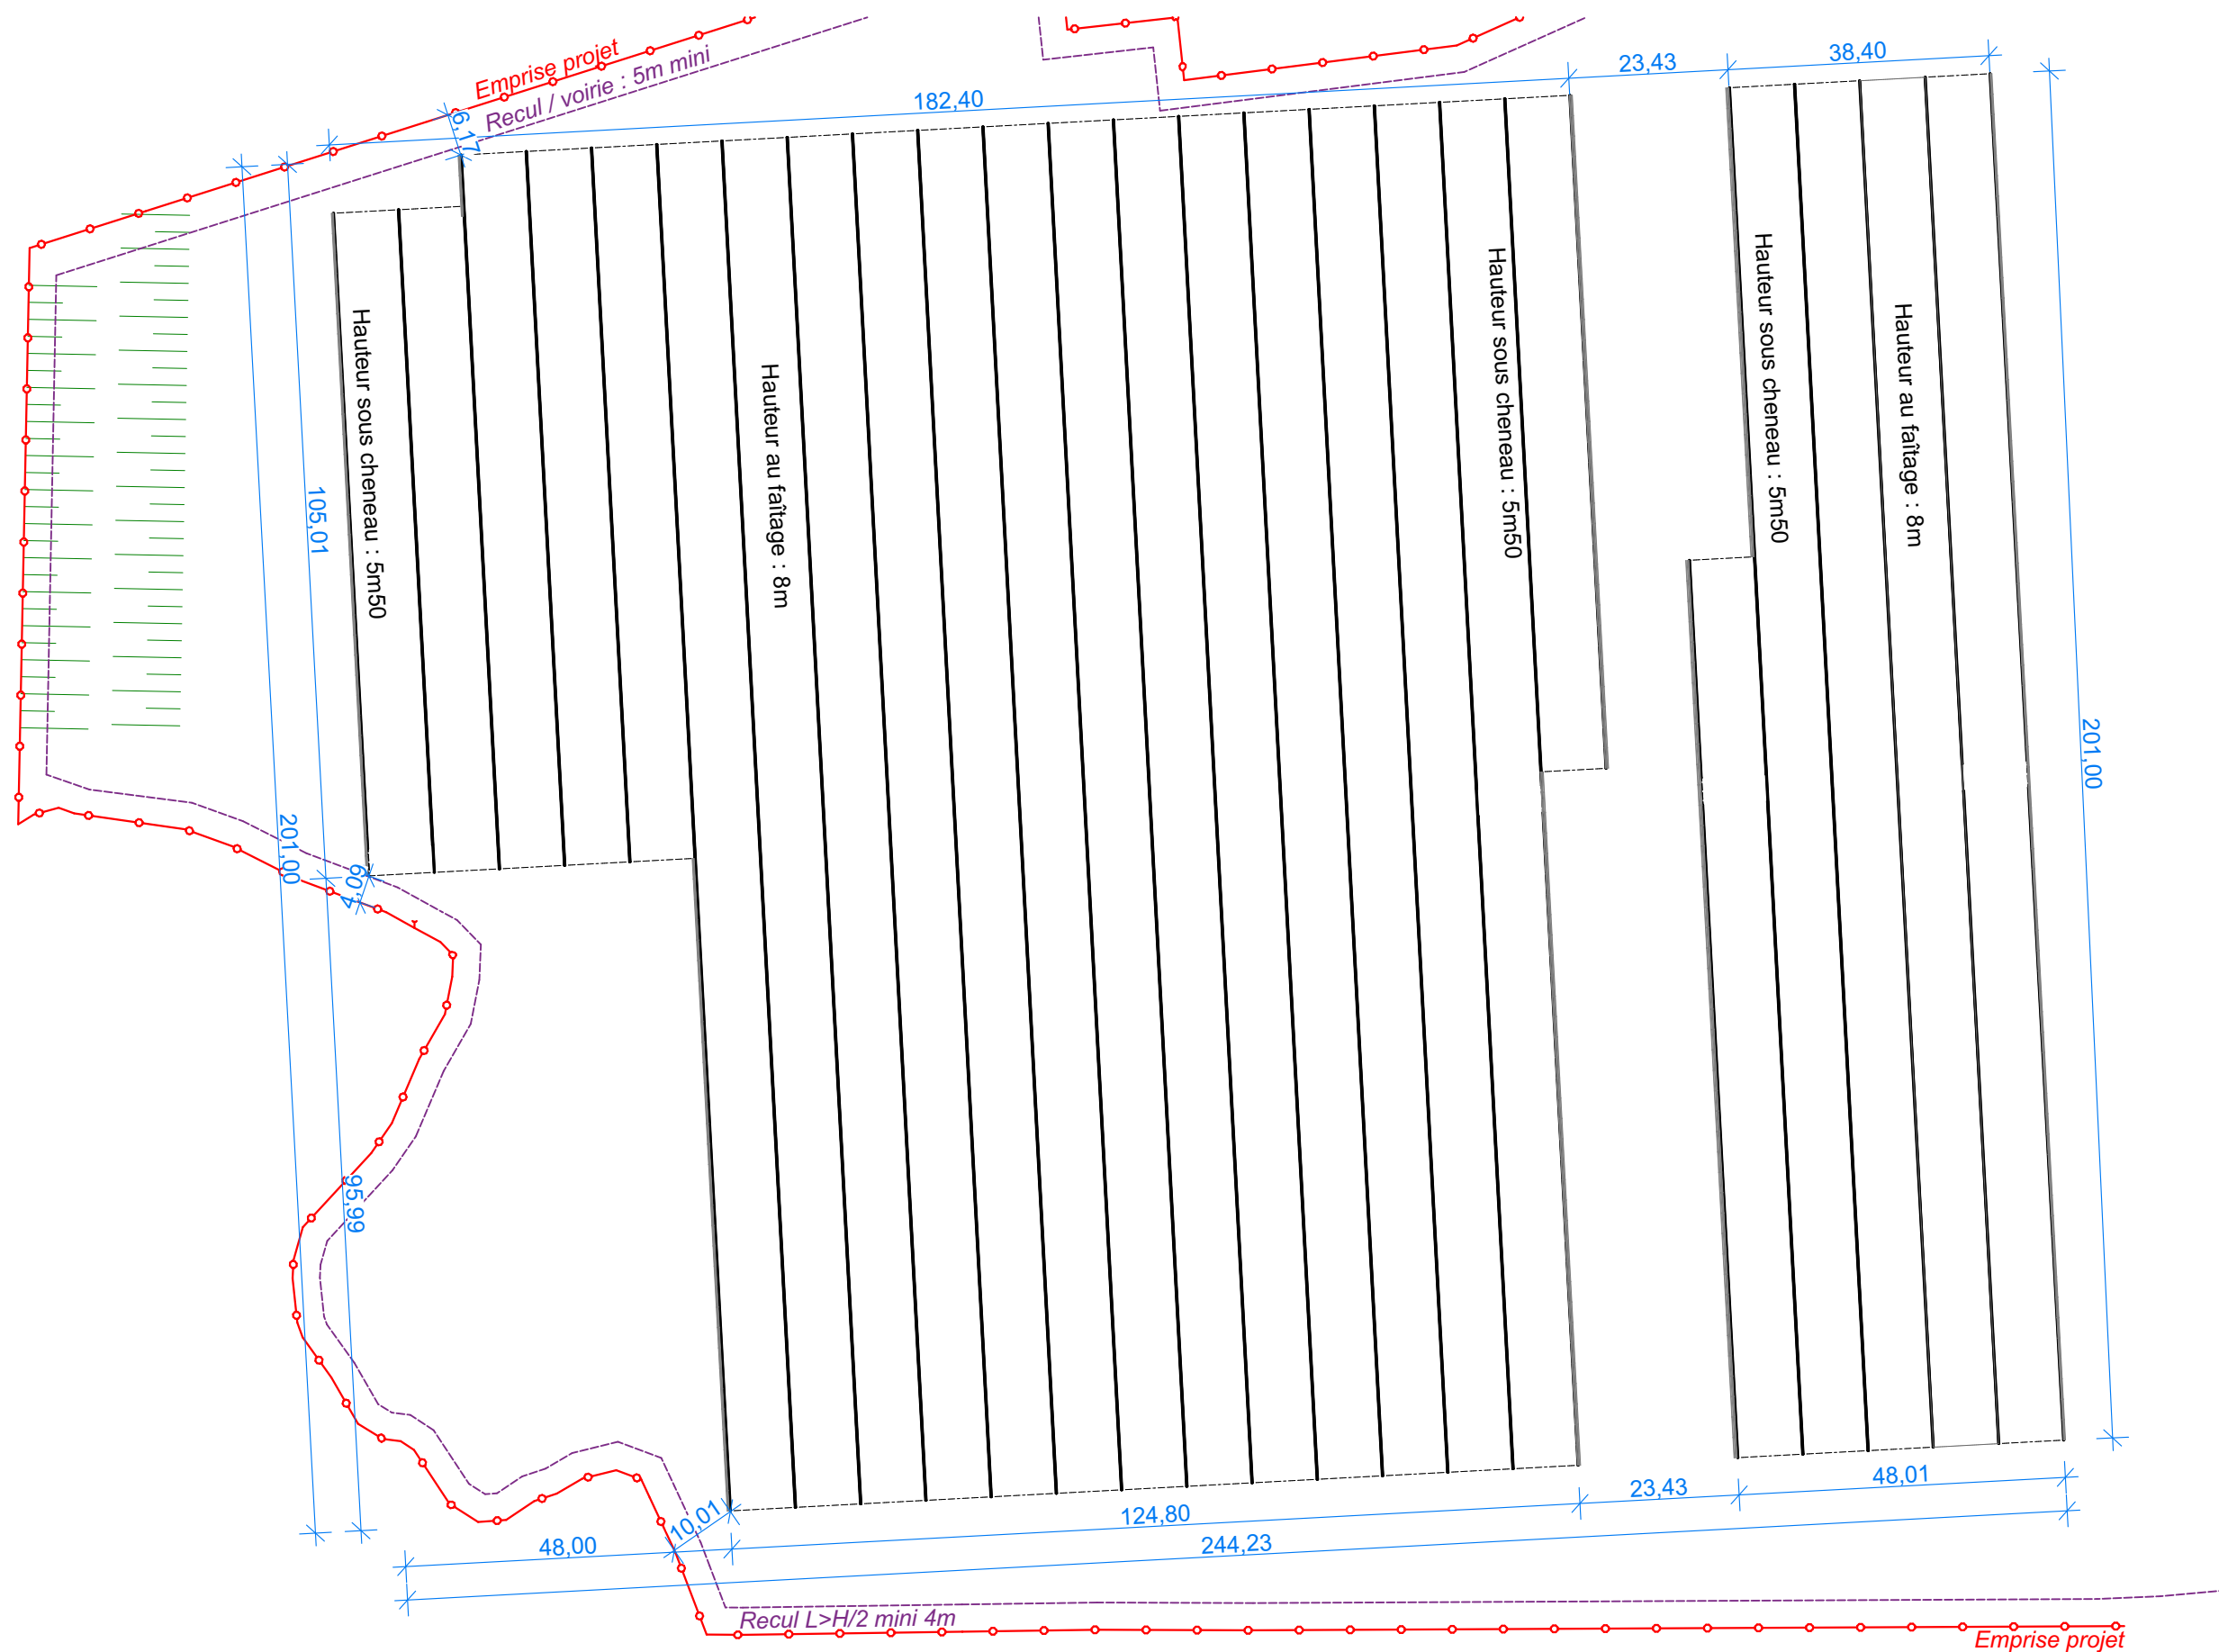 Emprise projet
Recul / voirie : 5m mini
6,17
182,40
23,43
38,40
105,01
201,00
Hauteur sous cheneau : 5m50
Hauteur au faîtage : 8m
Hauteur sous cheneau : 5m50
Hauteur sous cheneau : 5m50
Hauteur au faîtage : 8m
201,00
4,09
95,99
10,01
48,00
124,80
23,43
48,01
244,23
Recul L>H/2 mini 4m
Emprise projet